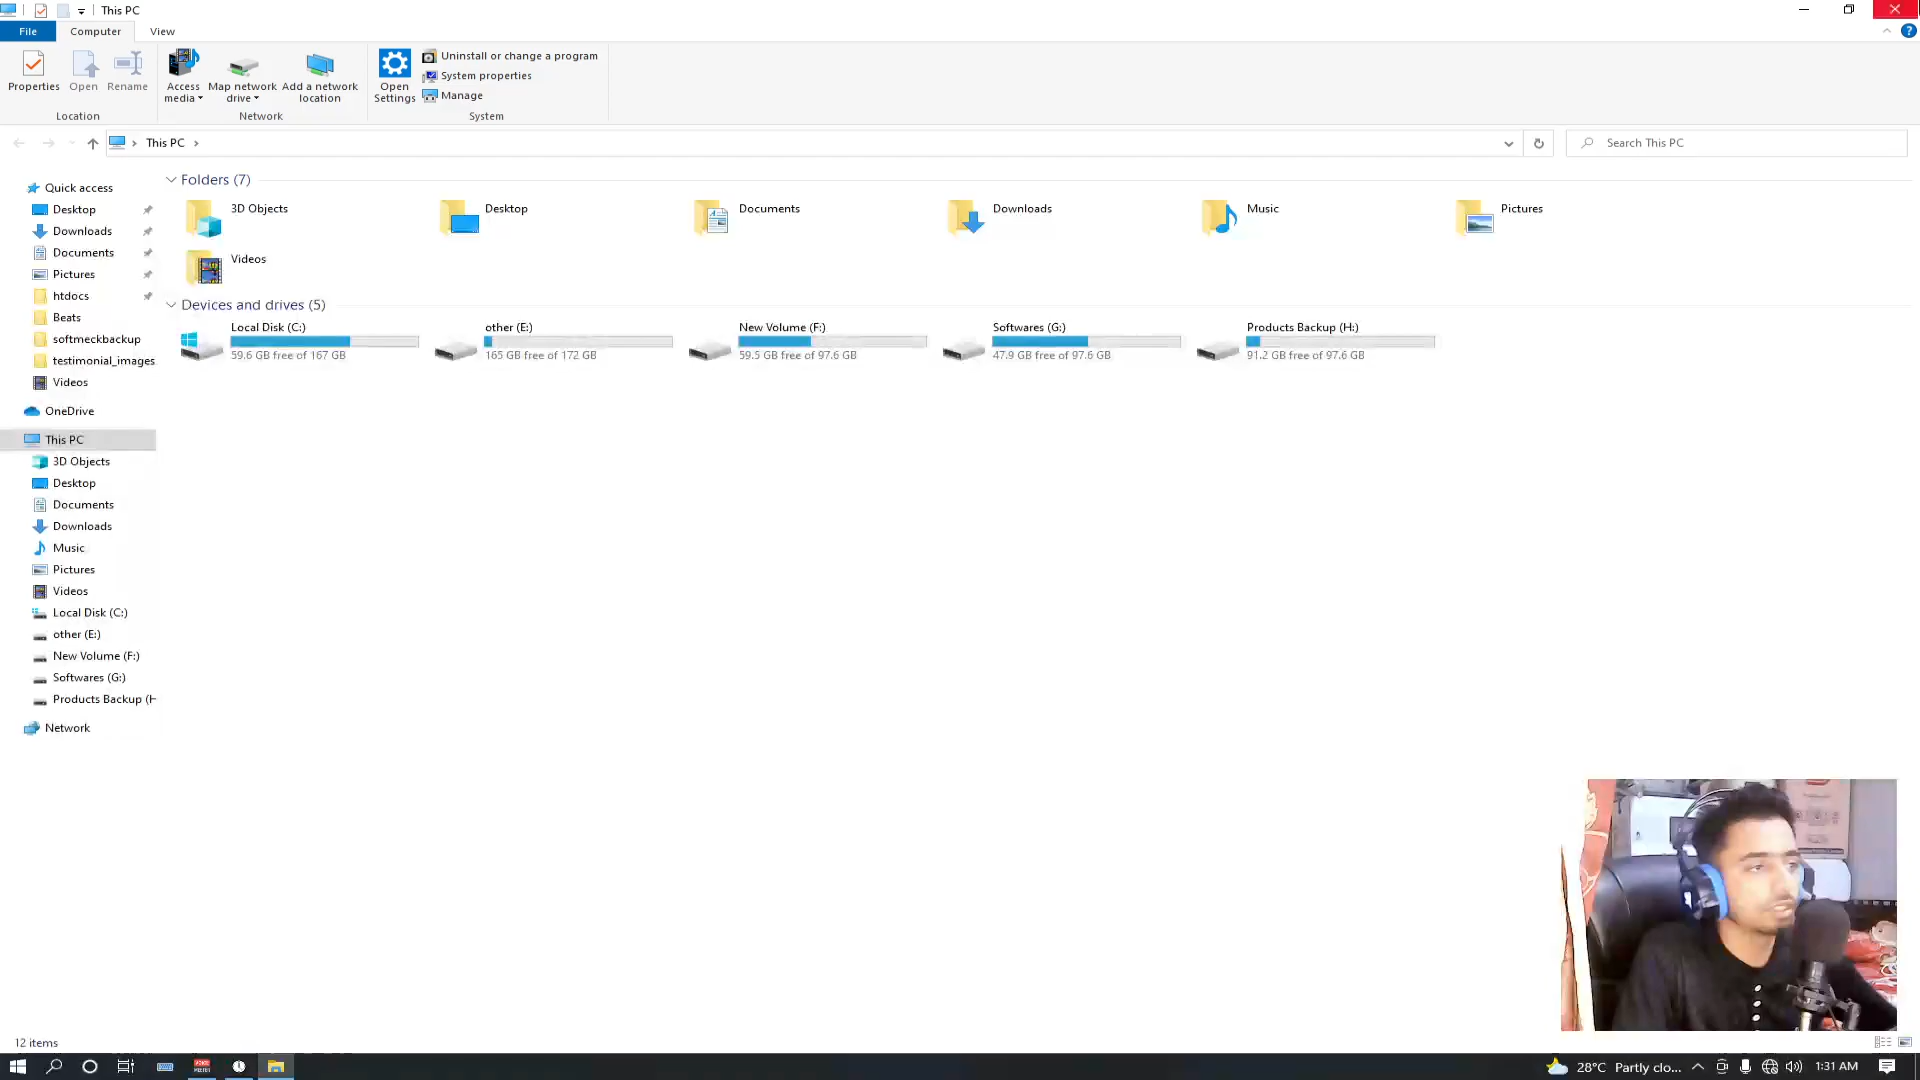 This PC
File
Computer
View
Properties
Open
Rename
Access media
Map network drive
Add a network location
Open Settings
Uninstall or change a program
System properties
Manage
Location
Network
System
This PC
Search This PC
Quick access
Desktop
Downloads
Documents
Pictures
htdocs
Beats
softmeckbackup
testimonial_images
Videos
OneDrive
This PC
3D Objects
Desktop
Documents
Downloads
Music
Pictures
Videos
Local Disk (C:)
other (E:)
New Volume (F:)
Softwares (G:)
Products Backup (H
Network
Folders (7)
3D Objects
Desktop
Documents
Downloads
Music
Pictures
Videos
Devices and drives (5)
Local Disk (C:)
59.6 GB free of 167 GB
other (E:)
165 GB free of 172 GB
New Volume (F:)
59.5 GB free of 97.6 GB
Softwares (G:)
47.9 GB free of 97.6 GB
Products Backup (H:)
91.2 GB free of 97.6 GB
12 items
28°C Partly clo...
1:31 AM